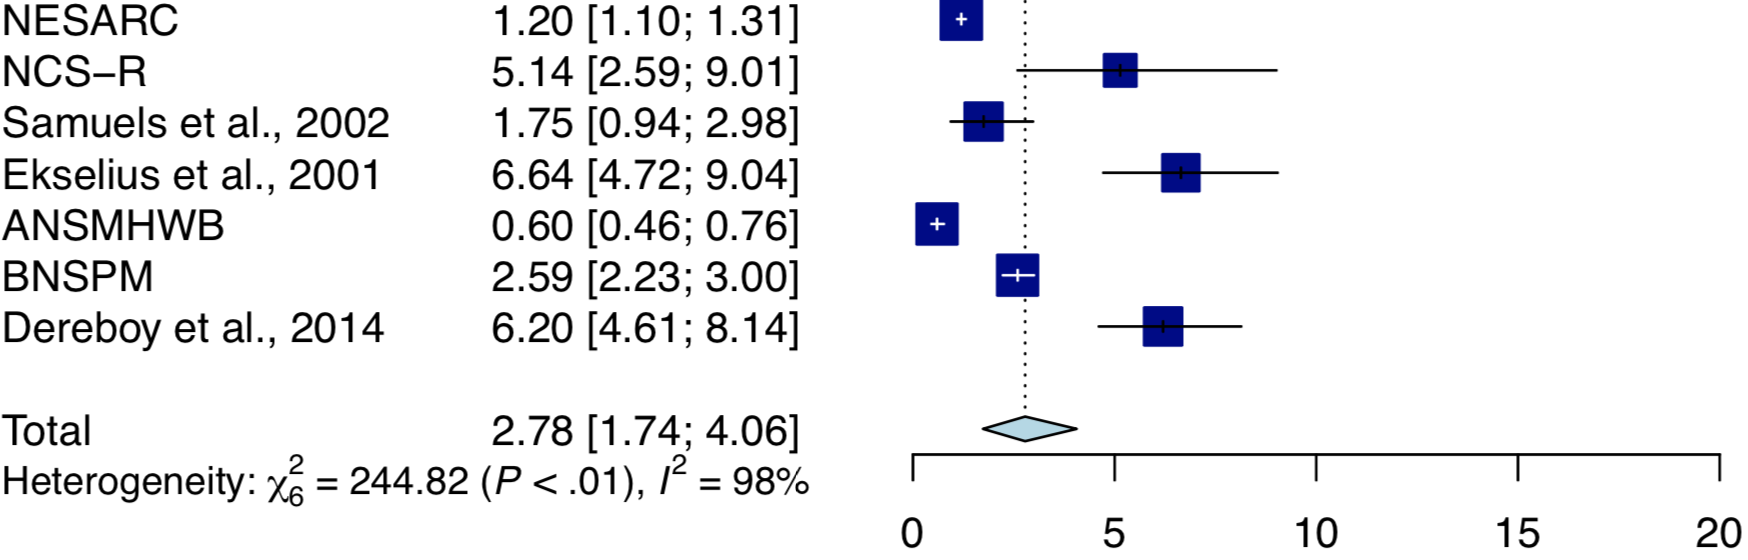 NESARC 1.20 [1.10; 1.31]
NCS−R 5.14 [2.59; 9.01]
Samuels et al., 2002 1.75 [0.94; 2.98]
Ekselius et al., 2001 6.64 [4.72; 9.04]
ANSMHWB 0.60 [0.46; 0.76]
BNSPM 2.59 [2.23; 3.00]
Dereboy et al., 2014 6.20 [4.61; 8.14]
Total 2.78 [1.74; 4.06]
Heterogeneity: χ²₆ = 244.82 (P < .01), I² = 98%
0 5 10 15 20